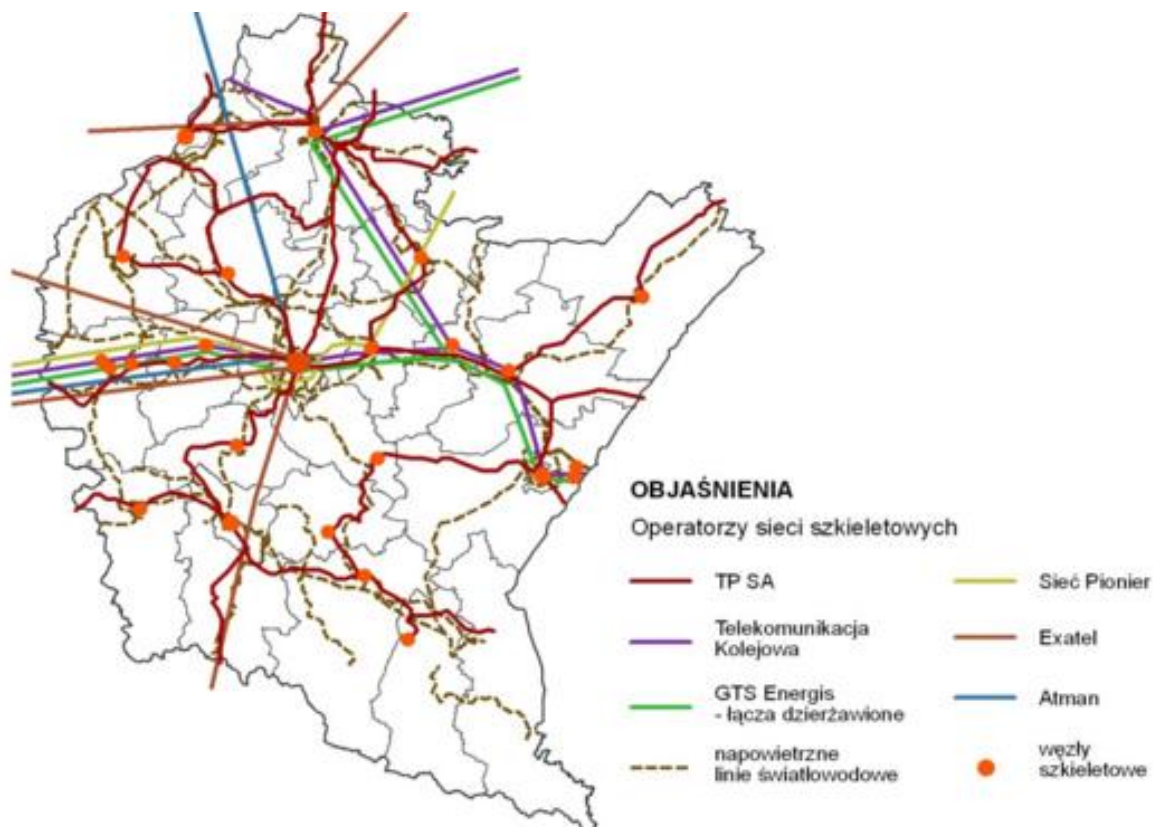 OBJAŚNIENIA
Operatorzy sieci szkieletowych
TP SA
Telekomunikacja
Kolejowa
GTS Energis
- łącza dzierżawione
napowietrzne
linie światłowodowe
Sieć Pionier
Exatel
Atman
węzły
szkieletowe